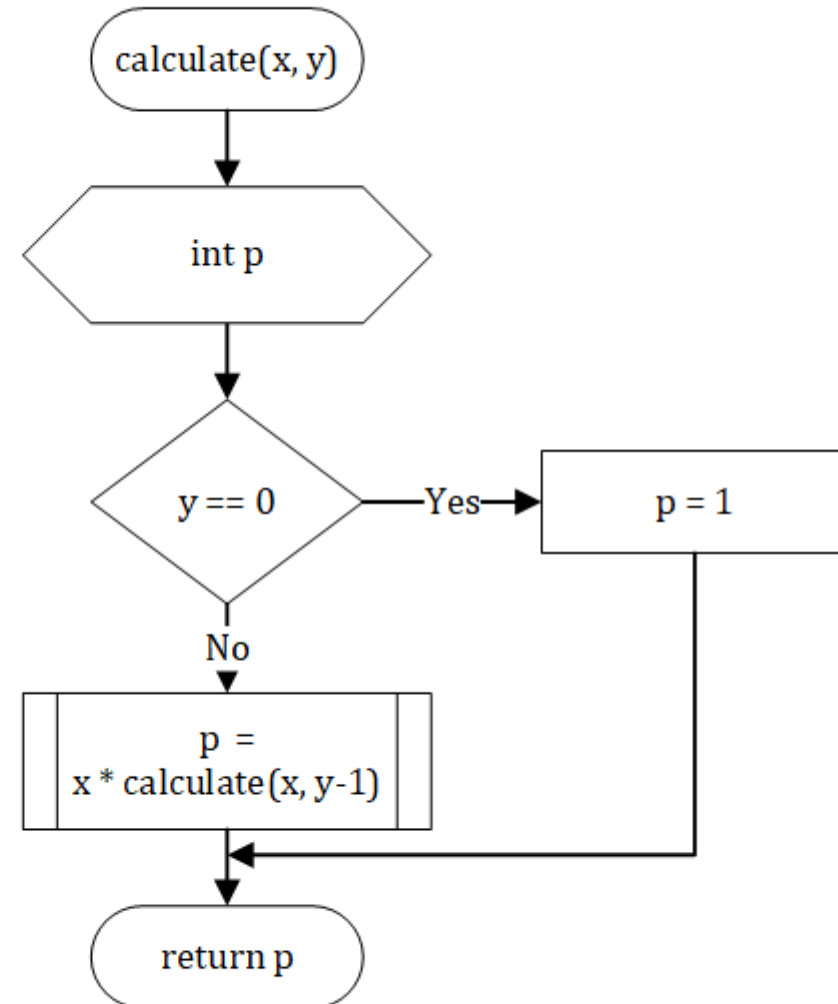 calculate(x, y)
int p
y == 0
Yes
p = 1
No
p =
x * calculate(x, y-1)
return p